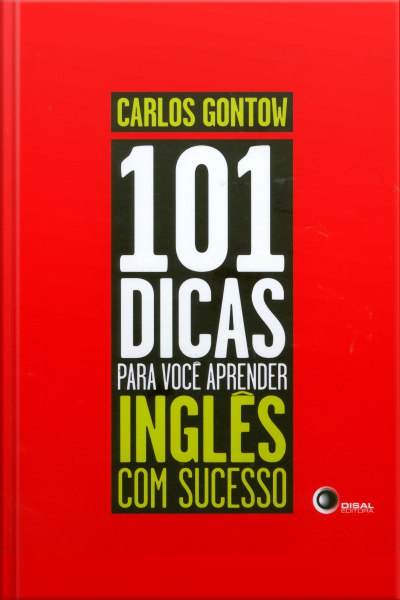 CARLOS GONTOW
101
DICAS
PARA VOCÊ APRENDER
INGLÊS
COM SUCESSO
DISAL
EDITORA